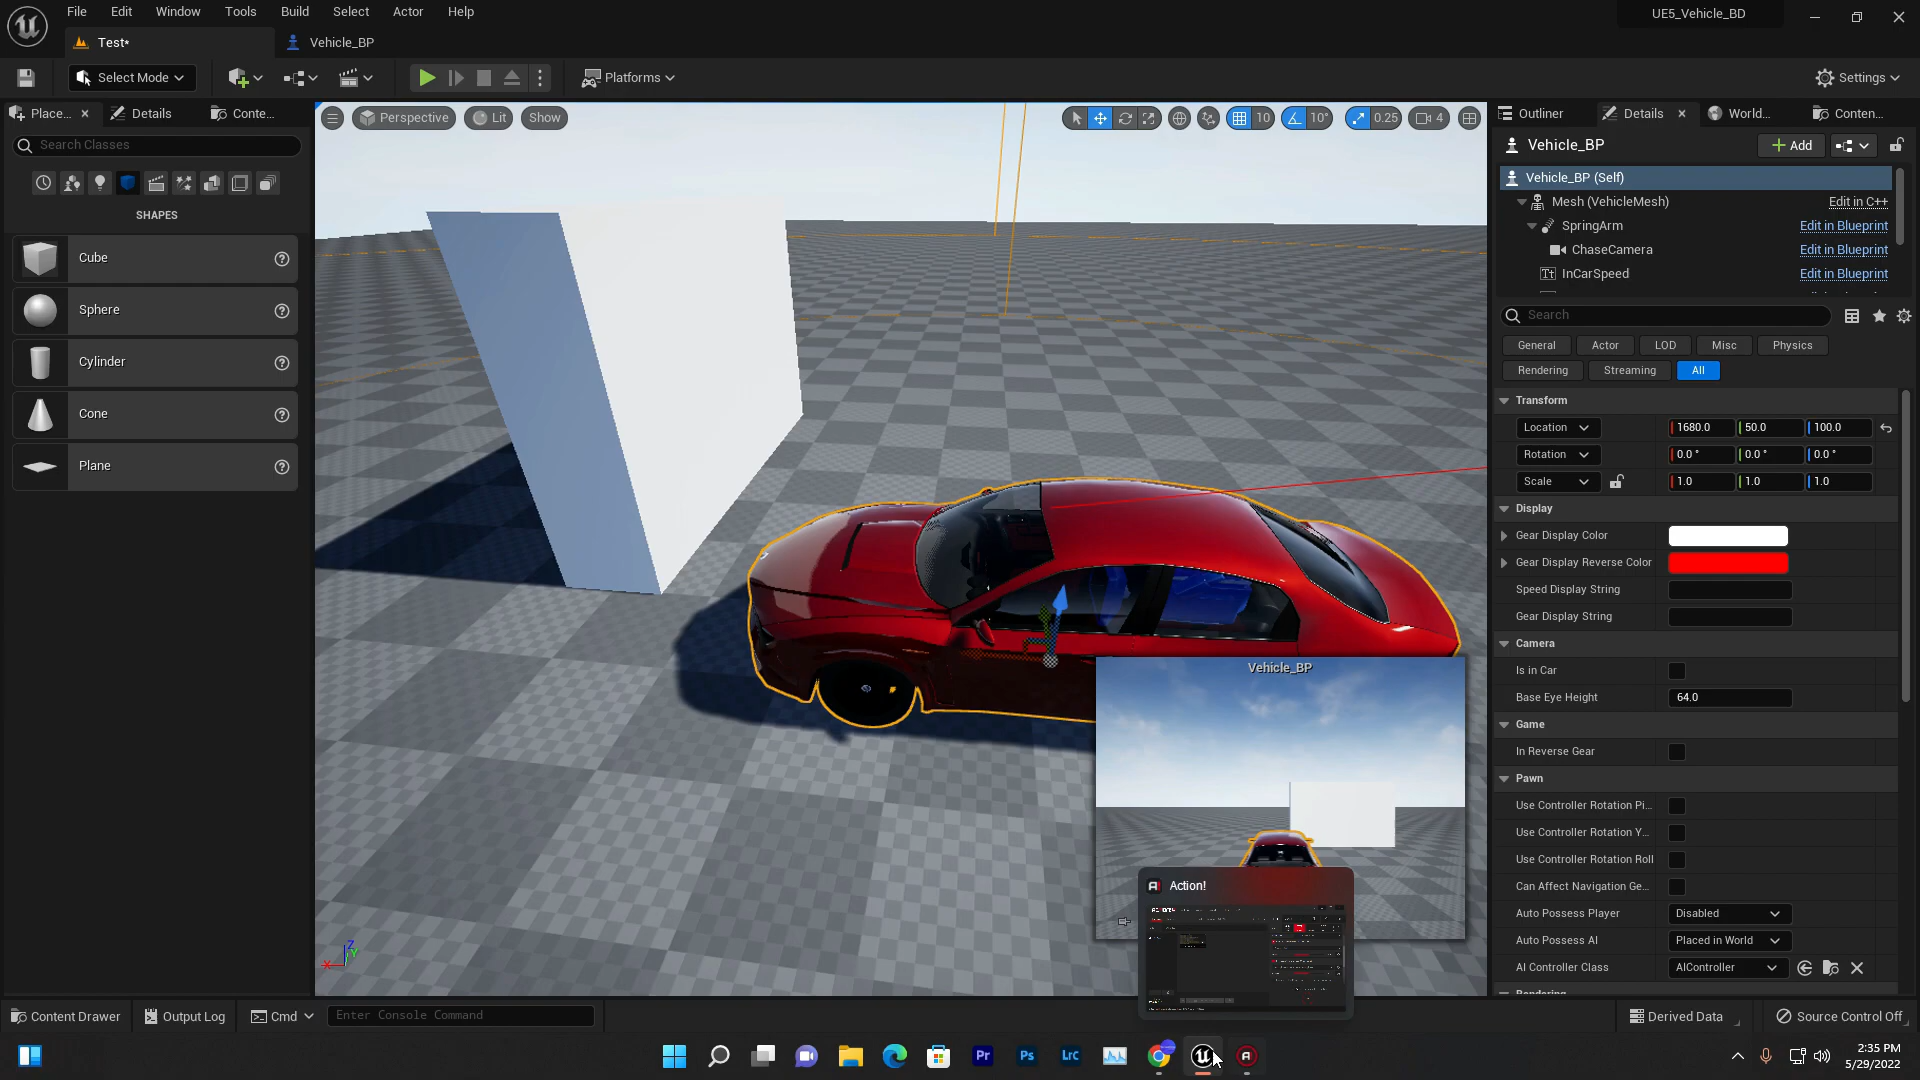 File Edit Window Tools Build Select Actor Help
UE5_Vehicle_BD
Test*
Vehicle_BP
Select Mode
Platforms
Settings
Place...
Details
Conte...
Search Classes
SHAPES
Cube
Sphere
Cylinder
Cone
Plane
Perspective
Lit
Show
10
10°
0.25
4
Vehicle_BP
Action!
Outliner
Details
World...
Conten...
Vehicle_BP
Add
Vehicle_BP (Self)
Mesh (VehicleMesh) Edit in C++
SpringArm Edit in Blueprint
ChaseCamera Edit in Blueprint
InCarSpeed Edit in Blueprint
Search
General Actor LOD Misc Physics
Rendering Streaming All
Transform
Location 1680.0 50.0 100.0
Rotation 0.0 ° 0.0 ° 0.0 °
Scale 1.0 1.0 1.0
Display
Gear Display Color
Gear Display Reverse Color
Speed Display String
Gear Display String
Camera
Is in Car
Base Eye Height 64.0
Game
In Reverse Gear
Pawn
Use Controller Rotation Pi...
Use Controller Rotation Y...
Use Controller Rotation Roll
Can Affect Navigation Ge...
Auto Possess Player Disabled
Auto Possess AI Placed in World
AI Controller Class AIController
Content Drawer
Output Log
Cmd
Enter Console Command
Derived Data
Source Control Off
Pr
Ps
Lrc
2:35 PM
5/29/2022